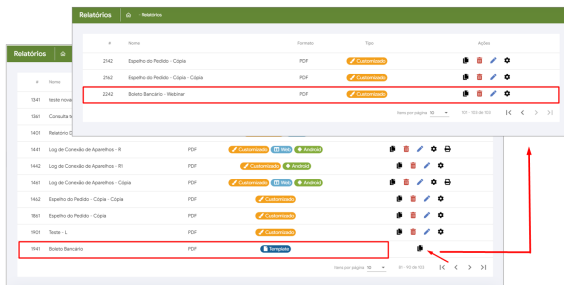 Relatórios - Relatórios
# Nome Formato Tipo Ações
2142 Espelho do Pedido - Cópia PDF Customizado
2162 Espelho do Pedido - Cópia - Cópia PDF Customizado
2242 Boleto Bancário - Webinar PDF Customizado
Itens por página 10 101 - 103 de 103
Relatórios
# Nome
1341 teste nova
1361 Consulta
1401 Relatório D
1441 Log de Conexão de Aparelhos - R PDF Customizado Web Android
1442 Log de Conexão de Aparelhos - R1 PDF Customizado Android
1461 Log de Conexão de Aparelhos - Cópia PDF Customizado Web Android
1462 Espelho do Pedido - Cópia - Cópia PDF Customizado
1861 Espelho do Pedido - Cópia PDF Customizado
1901 Teste - L PDF Customizado
1941 Boleto Bancário PDF Template
Itens por página 10 91 - 101 de 103